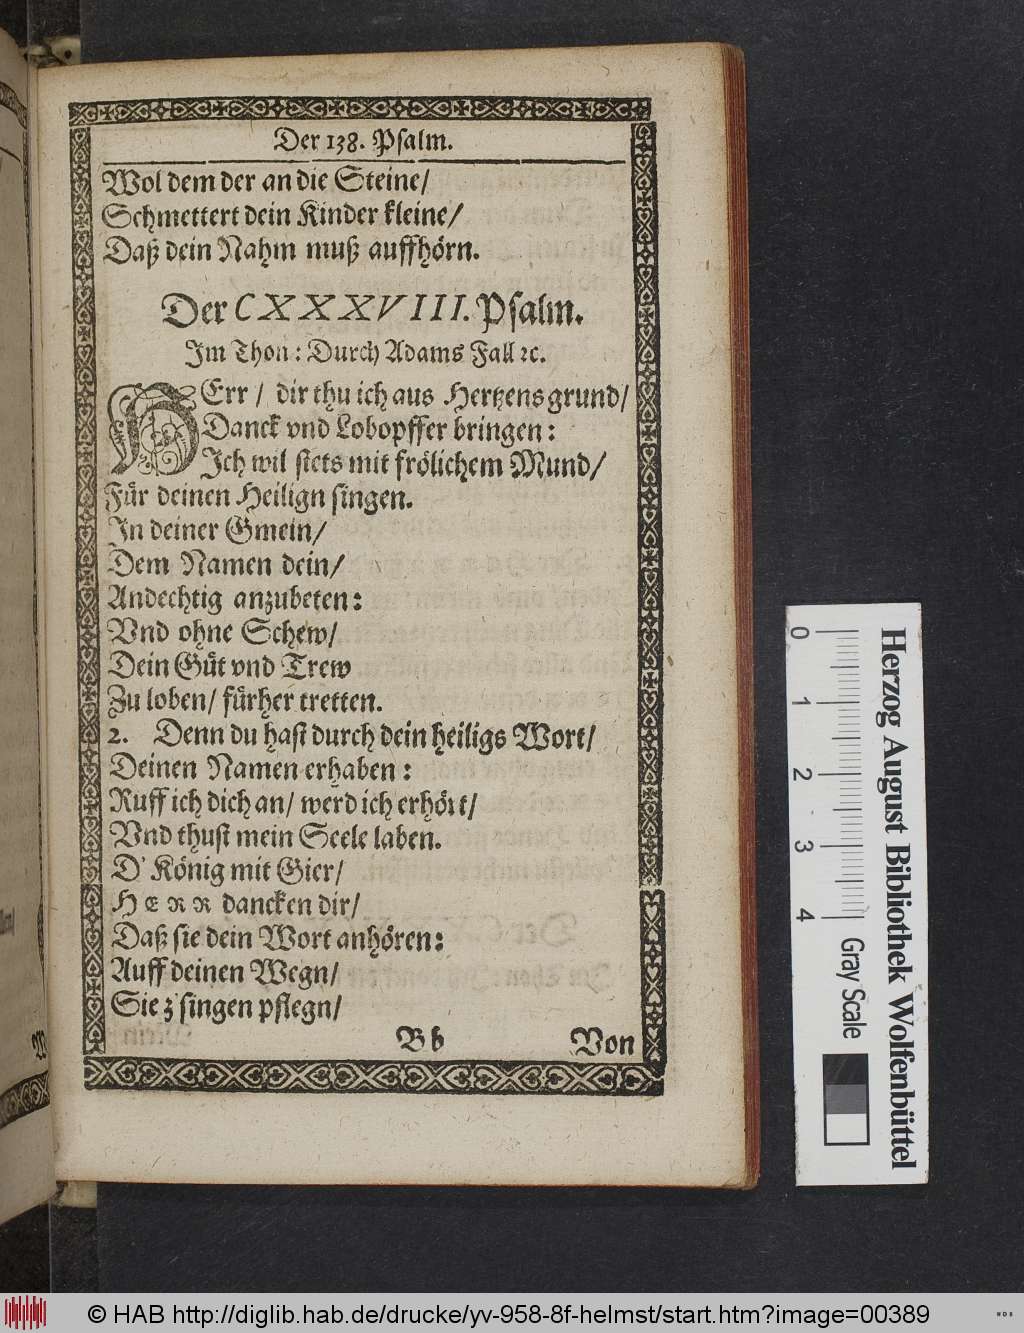 Der 138. Psalm.
Wol dem der an die Steine/
Schmettert dein Kinder kleine/
Daß dein Nahm muß auffhörn.
Der CXXXVIII. Psalm.
Im Thon: Durch Adams Fall ꝛc.
HErr / dir thu ich aus Hertzens grund/
Danck vnd Lobopffer bringen:
Ich wil stets mit frölichem Mund/
Für deinen Heilign singen.
In deiner Gmein/
Dem Namen dein/
Andechtig anzubeten:
Vnd ohne Schew/
Dein Güt vnd Trew
Zu loben/ fürher tretten.
2. Denn du hast durch dein heiligs Wort/
Deinen Namen erhaben:
Ruff ich dich an/ werd ich erhört/
Vnd thust mein Seele laben.
D' König mit Gier/
HERR dancken dir/
Daß sie dein Wort anhören:
Auff deinen Wegn/
Sie z' singen pflegn/
Bb Von
0 1 2 3 4 Gray Scale
Herzog August Bibliothek Wolfenbüttel
© HAB http://diglib.hab.de/drucke/yv-958-8f-helmst/start.htm?image=00389